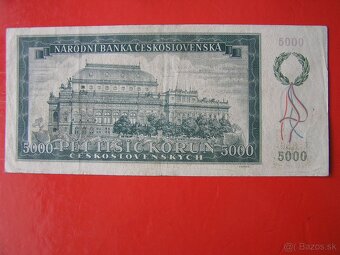 NÁRODNÍ BANKA ČESKOSLOVENSKÁ
5000
5000 PĚT TISÍC KORUN 5000
ČESKOSLOVENSKÝCH
5000
bazos.sk